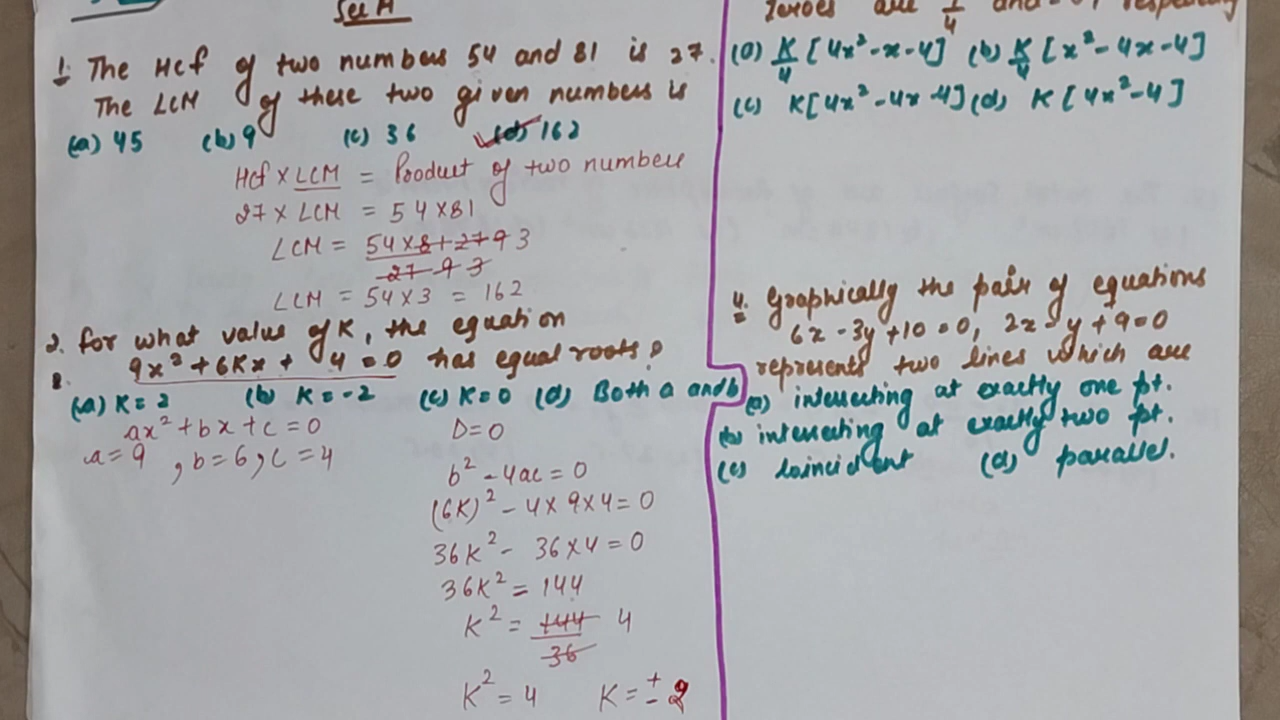 Sec A
1. The Hcf of two numbers 54 and 81 is 27.
The LCM of these two given numbers is
(a) 45 (b) 9 (c) 36 (d) 162
Hcf × LCM = Product of two numbers
27 × LCM = 54 × 81
LCM = 54 × 81 27 9 3
27 9 3
LCM = 54 × 3 = 162
2. For what value of K, the equation
9x² + 6Kx + 4 = 0 has equal roots?
(a) K = 2 (b) K = -2 (c) K = 0 (d) Both a and b
ax² + bx + c = 0 D = 0
a = 9 , b = 6, c = 4
b² - 4ac = 0
(6K)² - 4 × 9 × 4 = 0
36K² - 36 × 4 = 0
36K² = 144
K² = 144 4
36
K² = 4 K = ± 2
zeroes are 1/4 and
(a) K/4 [4x² - x - 4] (b) K/4 [x² - 4x - 4]
(c) K[4x² - 4x - 4] (d) K [4x² - 4]
4. Graphically the pair of equations
6x - 3y + 10 = 0, 2x - y + 9 = 0
represents two lines which are
(a) intersecting at exactly one pt.
(b) intersecting at exactly two pt.
(c) Coincident (d) parallel.